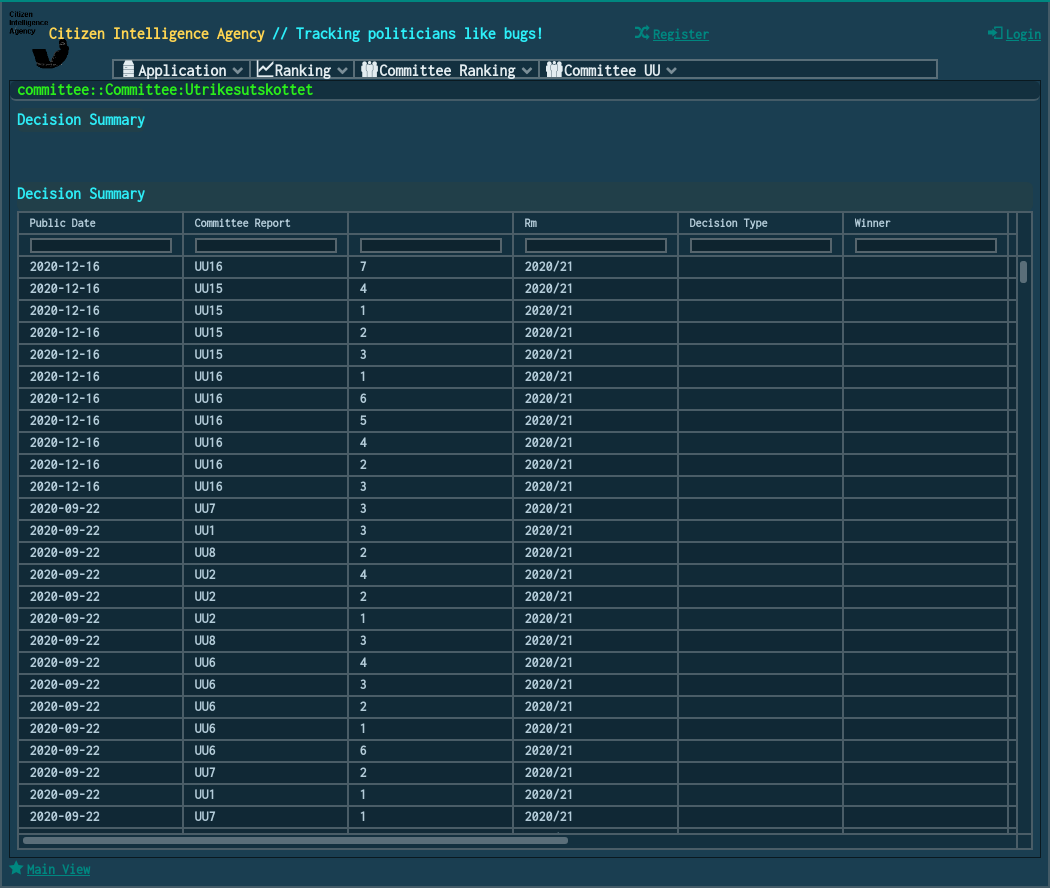 Citizen
Intelligence
Agency
Citizen Intelligence Agency // Tracking politicians like bugs!
Register
Login
Application Ranking Committee Ranking Committee UU
committee::Committee:Utrikesutskottet
Decision Summary
Decision Summary
Public Date Committee Report Rm Decision Type Winner
2020-12-16 UU16 7 2020/21
2020-12-16 UU15 4 2020/21
2020-12-16 UU15 1 2020/21
2020-12-16 UU15 2 2020/21
2020-12-16 UU15 3 2020/21
2020-12-16 UU16 1 2020/21
2020-12-16 UU16 6 2020/21
2020-12-16 UU16 5 2020/21
2020-12-16 UU16 4 2020/21
2020-12-16 UU16 2 2020/21
2020-12-16 UU16 3 2020/21
2020-09-22 UU7 3 2020/21
2020-09-22 UU1 3 2020/21
2020-09-22 UU8 2 2020/21
2020-09-22 UU2 4 2020/21
2020-09-22 UU2 2 2020/21
2020-09-22 UU2 1 2020/21
2020-09-22 UU8 3 2020/21
2020-09-22 UU6 4 2020/21
2020-09-22 UU6 3 2020/21
2020-09-22 UU6 2 2020/21
2020-09-22 UU6 1 2020/21
2020-09-22 UU6 6 2020/21
2020-09-22 UU7 2 2020/21
2020-09-22 UU1 1 2020/21
2020-09-22 UU7 1 2020/21
Main View